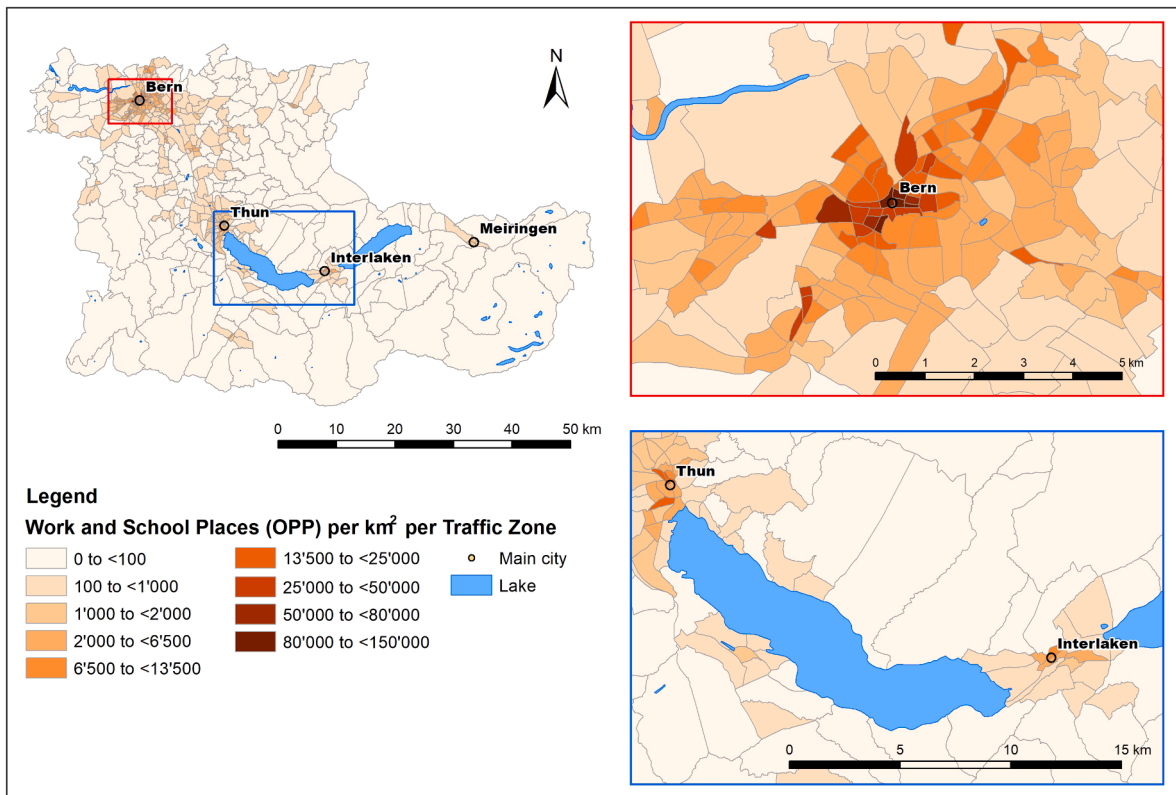 N
Bern
Thun
Meiringen
Interlaken
0 10 20 30 40 50 km
Bern
0 1 2 3 4 5 km
Thun
Interlaken
0 5 10 15 km
Legend
Work and School Places (OPP) per km² per Traffic Zone
0 to <100
100 to <1'000
1'000 to <2'000
2'000 to <6'500
6'500 to <13'500
13'500 to <25'000
25'000 to <50'000
50'000 to <80'000
80'000 to <150'000
Main city
Lake